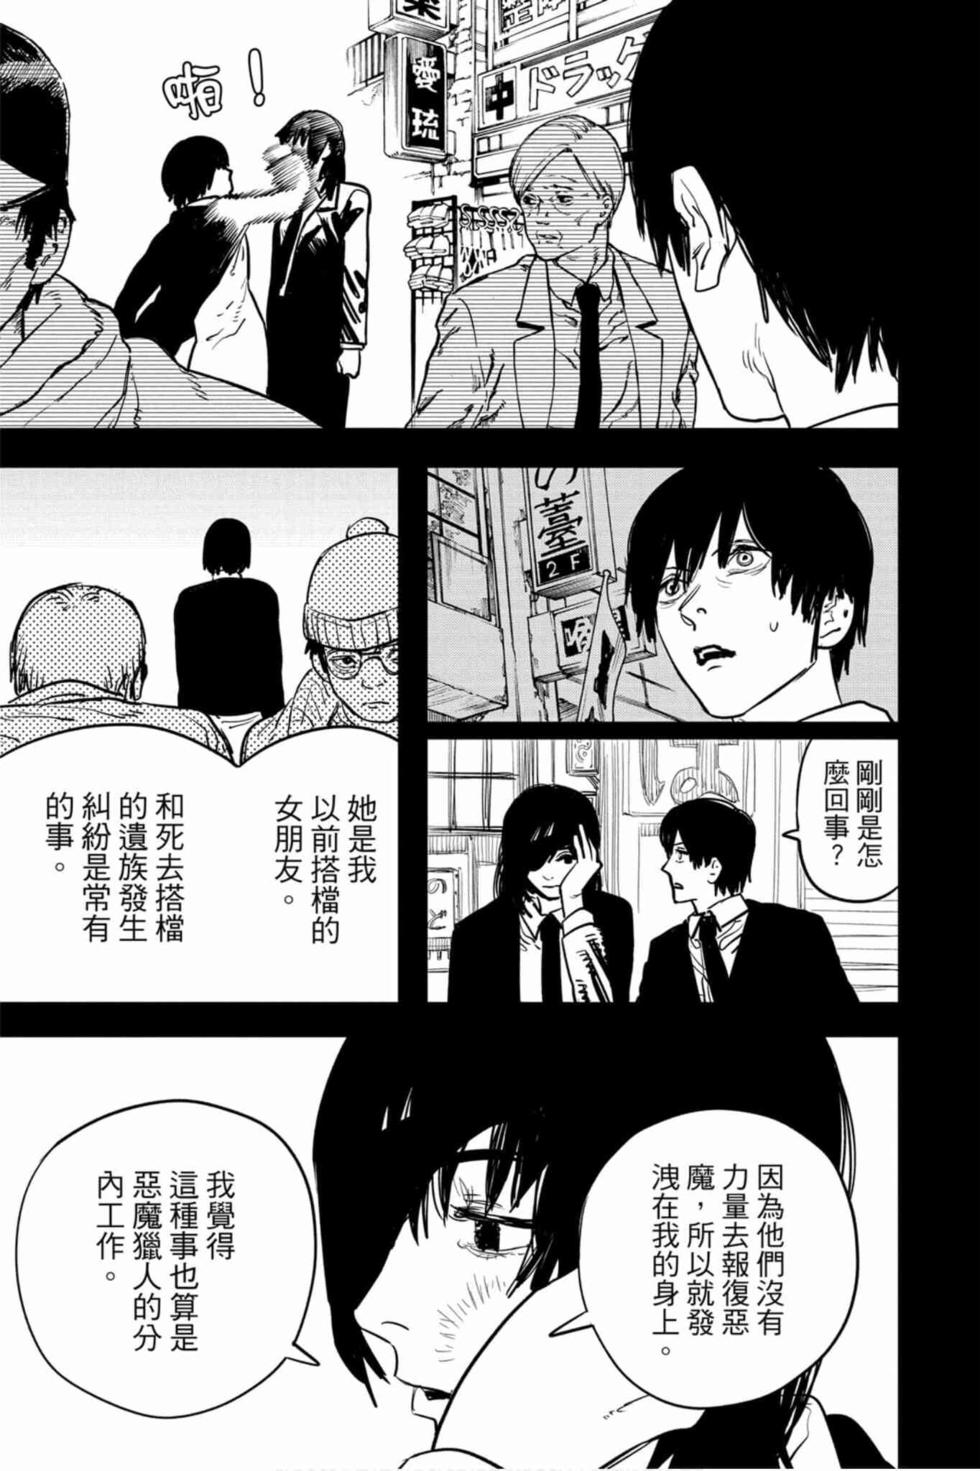 啪！
愛琉
中ドラッグ
の薹
2F
剛剛是怎
麼回事？
她是我
以前搭檔的
女朋友。
和死去搭檔
的遺族發生
糾紛是常有
的事。
因為他們沒有
力量去報復惡
魔，所以就發
洩在我的身上。
我覺得
這種事也算是
惡魔獵人的分
內工作。